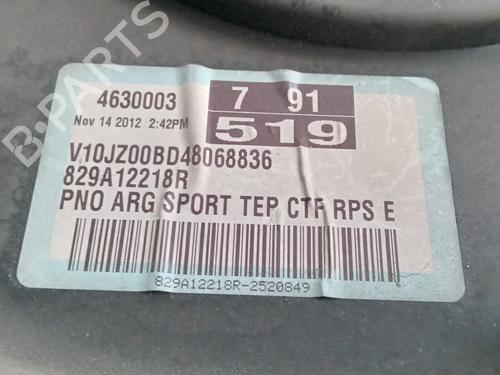 4630003
7 91
Nov 14 2012 2:42PM
519
V10JZ00BD48068836
829A12218R
PNO ARG SPORT TEP CTF RPS E
829A12218R-2520849
B-PARTS